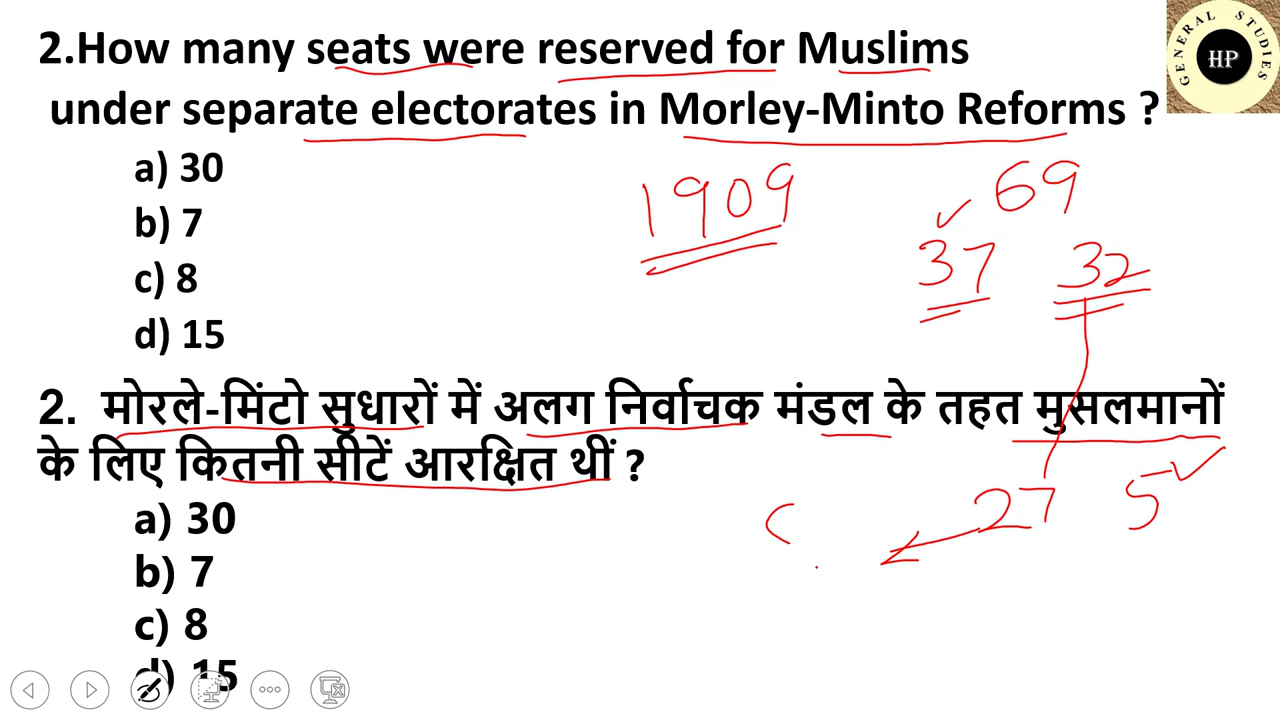 2.How many seats were reserved for Muslims
under separate electorates in Morley-Minto Reforms ?
a) 30
b) 7
c) 8
d) 15
1909
69
37 32
2. मोरले-मिंटो सुधारों में अलग निर्वाचक मंडल के तहत मुसलमानों
के लिए कितनी सीटें आरक्षित थीं ?
a) 30
b) 7
c) 8
d) 15
27 5
GENERAL STUDIES
HP